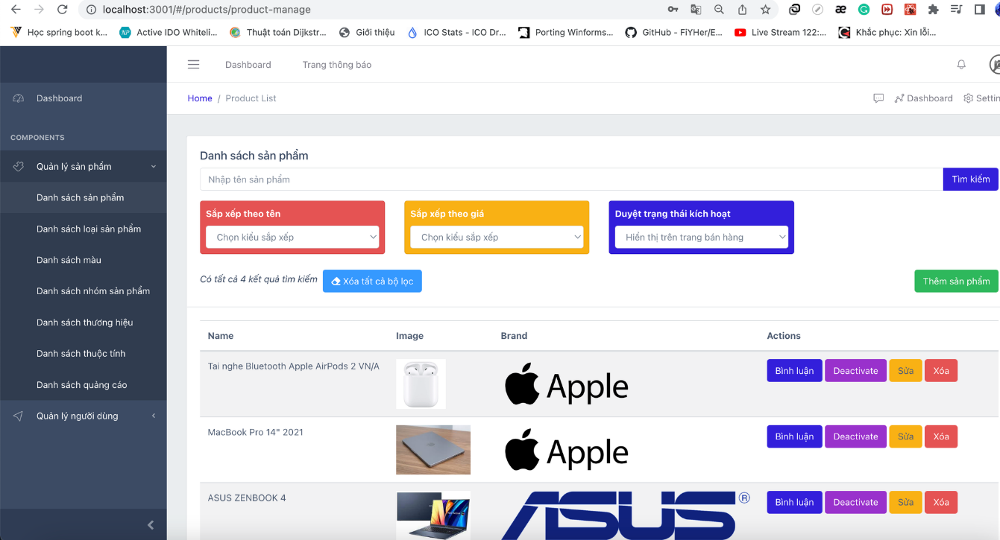 localhost:3001/#/products/product-manage
Học spring boot k...
Active IDO Whiteli...
Thuật toán Dijkstr...
Giới thiệu
ICO Stats - ICO Dr...
Porting Winforms...
GitHub - FiYHer/E...
Live Stream 122:...
Khắc phục: Xin lỗi...
Dashboard
Trang thông báo
Dashboard
Home / Product List
Dashboard
Settin
COMPONENTS
Quản lý sản phẩm
Danh sách sản phẩm
Danh sách loại sản phẩm
Danh sách màu
Danh sách nhóm sản phẩm
Danh sách thương hiệu
Danh sách thuộc tính
Danh sách quảng cáo
Quản lý người dùng
Danh sách sản phẩm
Nhập tên sản phẩm
Tìm kiếm
Sắp xếp theo tên
Chọn kiểu sắp xếp
Sắp xếp theo giá
Chọn kiểu sắp xếp
Duyệt trạng thái kích hoạt
Hiển thị trên trang bán hàng
Có tất cả 4 kết quả tìm kiếm
Xóa tất cả bộ lọc
Thêm sản phẩm
Name Image Brand Actions
Tai nghe Bluetooth Apple AirPods 2 VN/A
Apple
Bình luận Deactivate Sửa Xóa
MacBook Pro 14" 2021
Apple
Bình luận Deactivate Sửa Xóa
ASUS ZENBOOK 4
ASUS®
Bình luận Deactivate Sửa Xóa